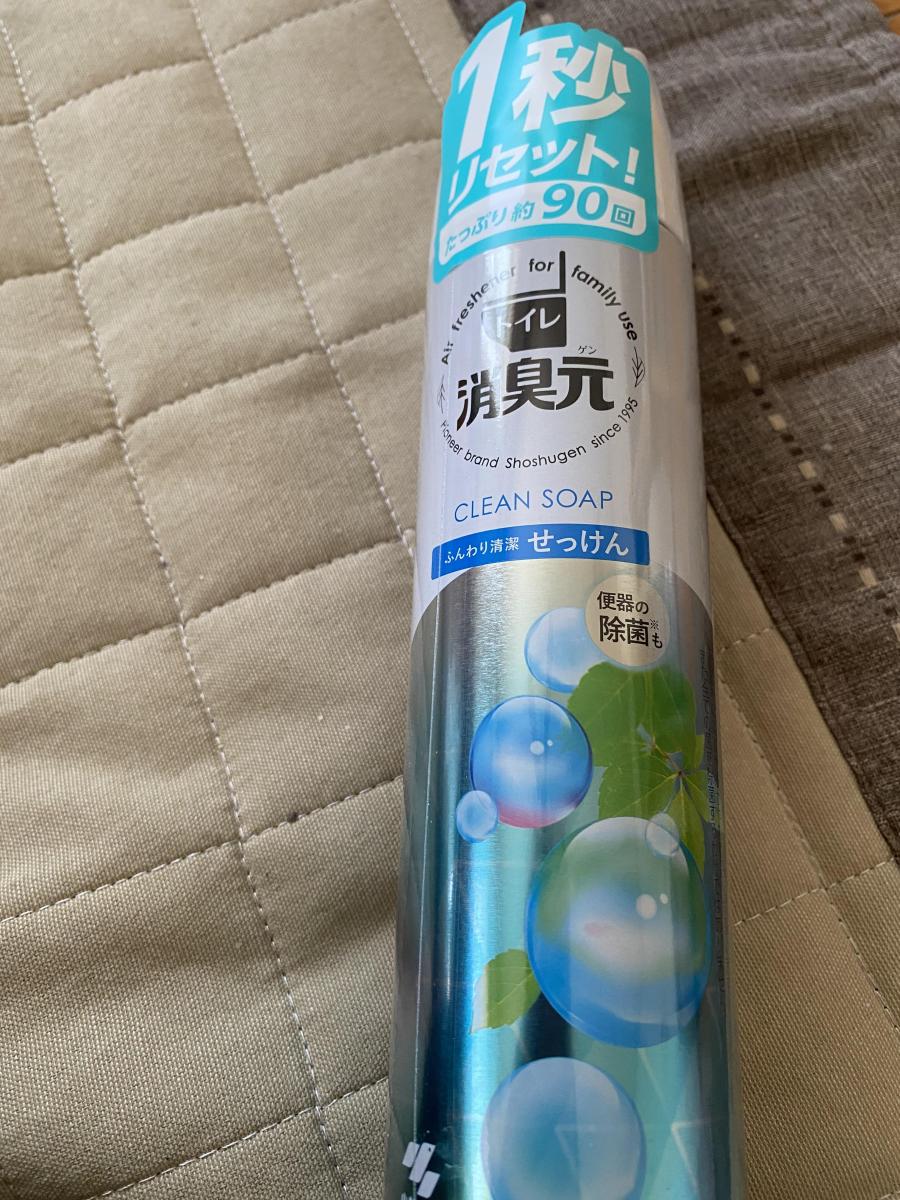 1秒
リセット!
たっぷり約90回
Air freshener for family use
トイレ
ゲン
消臭元
Pioneer brand Shoshugen since 1995
CLEAN SOAP
ふんわり清潔 せっけん
便器の
除菌※も